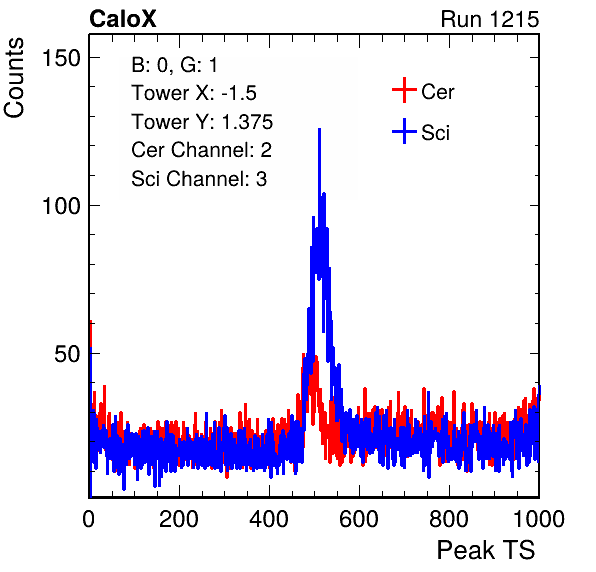 CaloX Run 1215
B: 0, G: 1
Tower X: -1.5
Tower Y: 1.375
Cer Channel: 2
Sci Channel: 3
Cer
Sci
Counts
150
100
50
0 200 400 600 800 1000
Peak TS